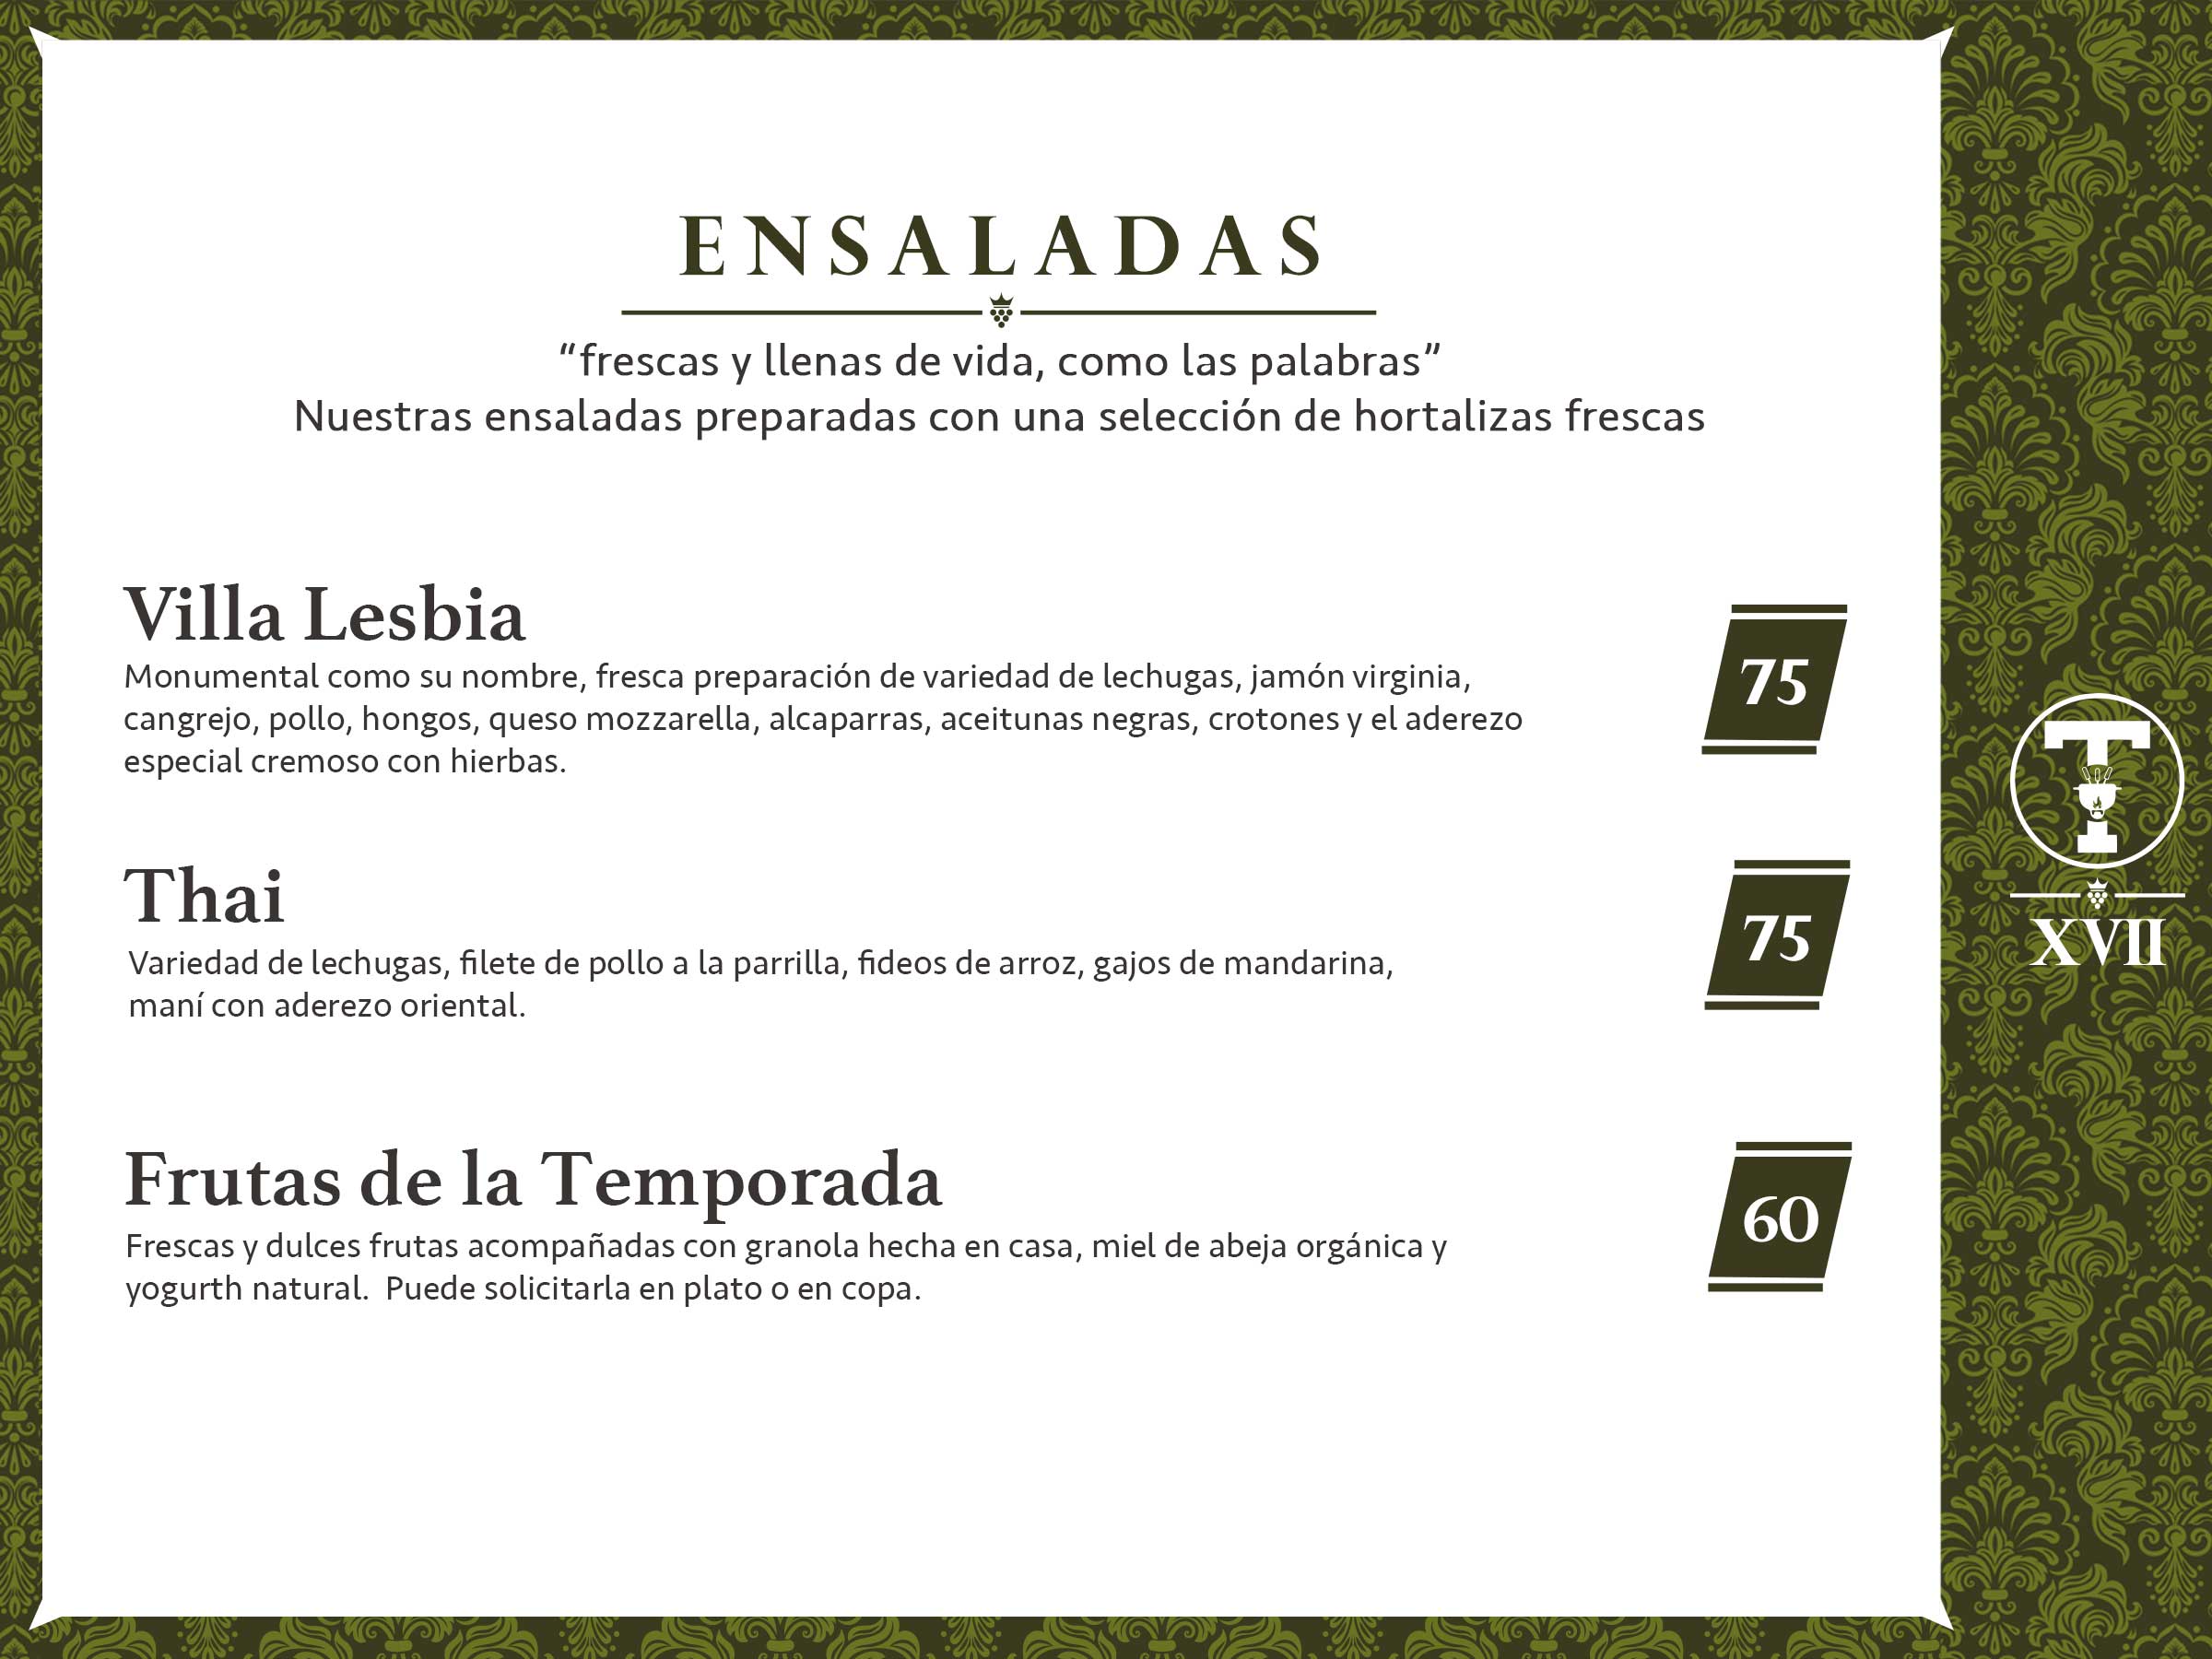 ENSALADAS
“frescas y llenas de vida, como las palabras”
Nuestras ensaladas preparadas con una selección de hortalizas frescas
Villa Lesbia
75
Monumental como su nombre, fresca preparación de variedad de lechugas, jamón virginia,
cangrejo, pollo, hongos, queso mozzarella, alcaparras, aceitunas negras, crotones y el aderezo
especial cremoso con hierbas.
Thai
75
Variedad de lechugas, filete de pollo a la parrilla, fideos de arroz, gajos de mandarina,
maní con aderezo oriental.
Frutas de la Temporada
60
Frescas y dulces frutas acompañadas con granola hecha en casa, miel de abeja orgánica y
yogurth natural.  Puede solicitarla en plato o en copa.
T
XVII